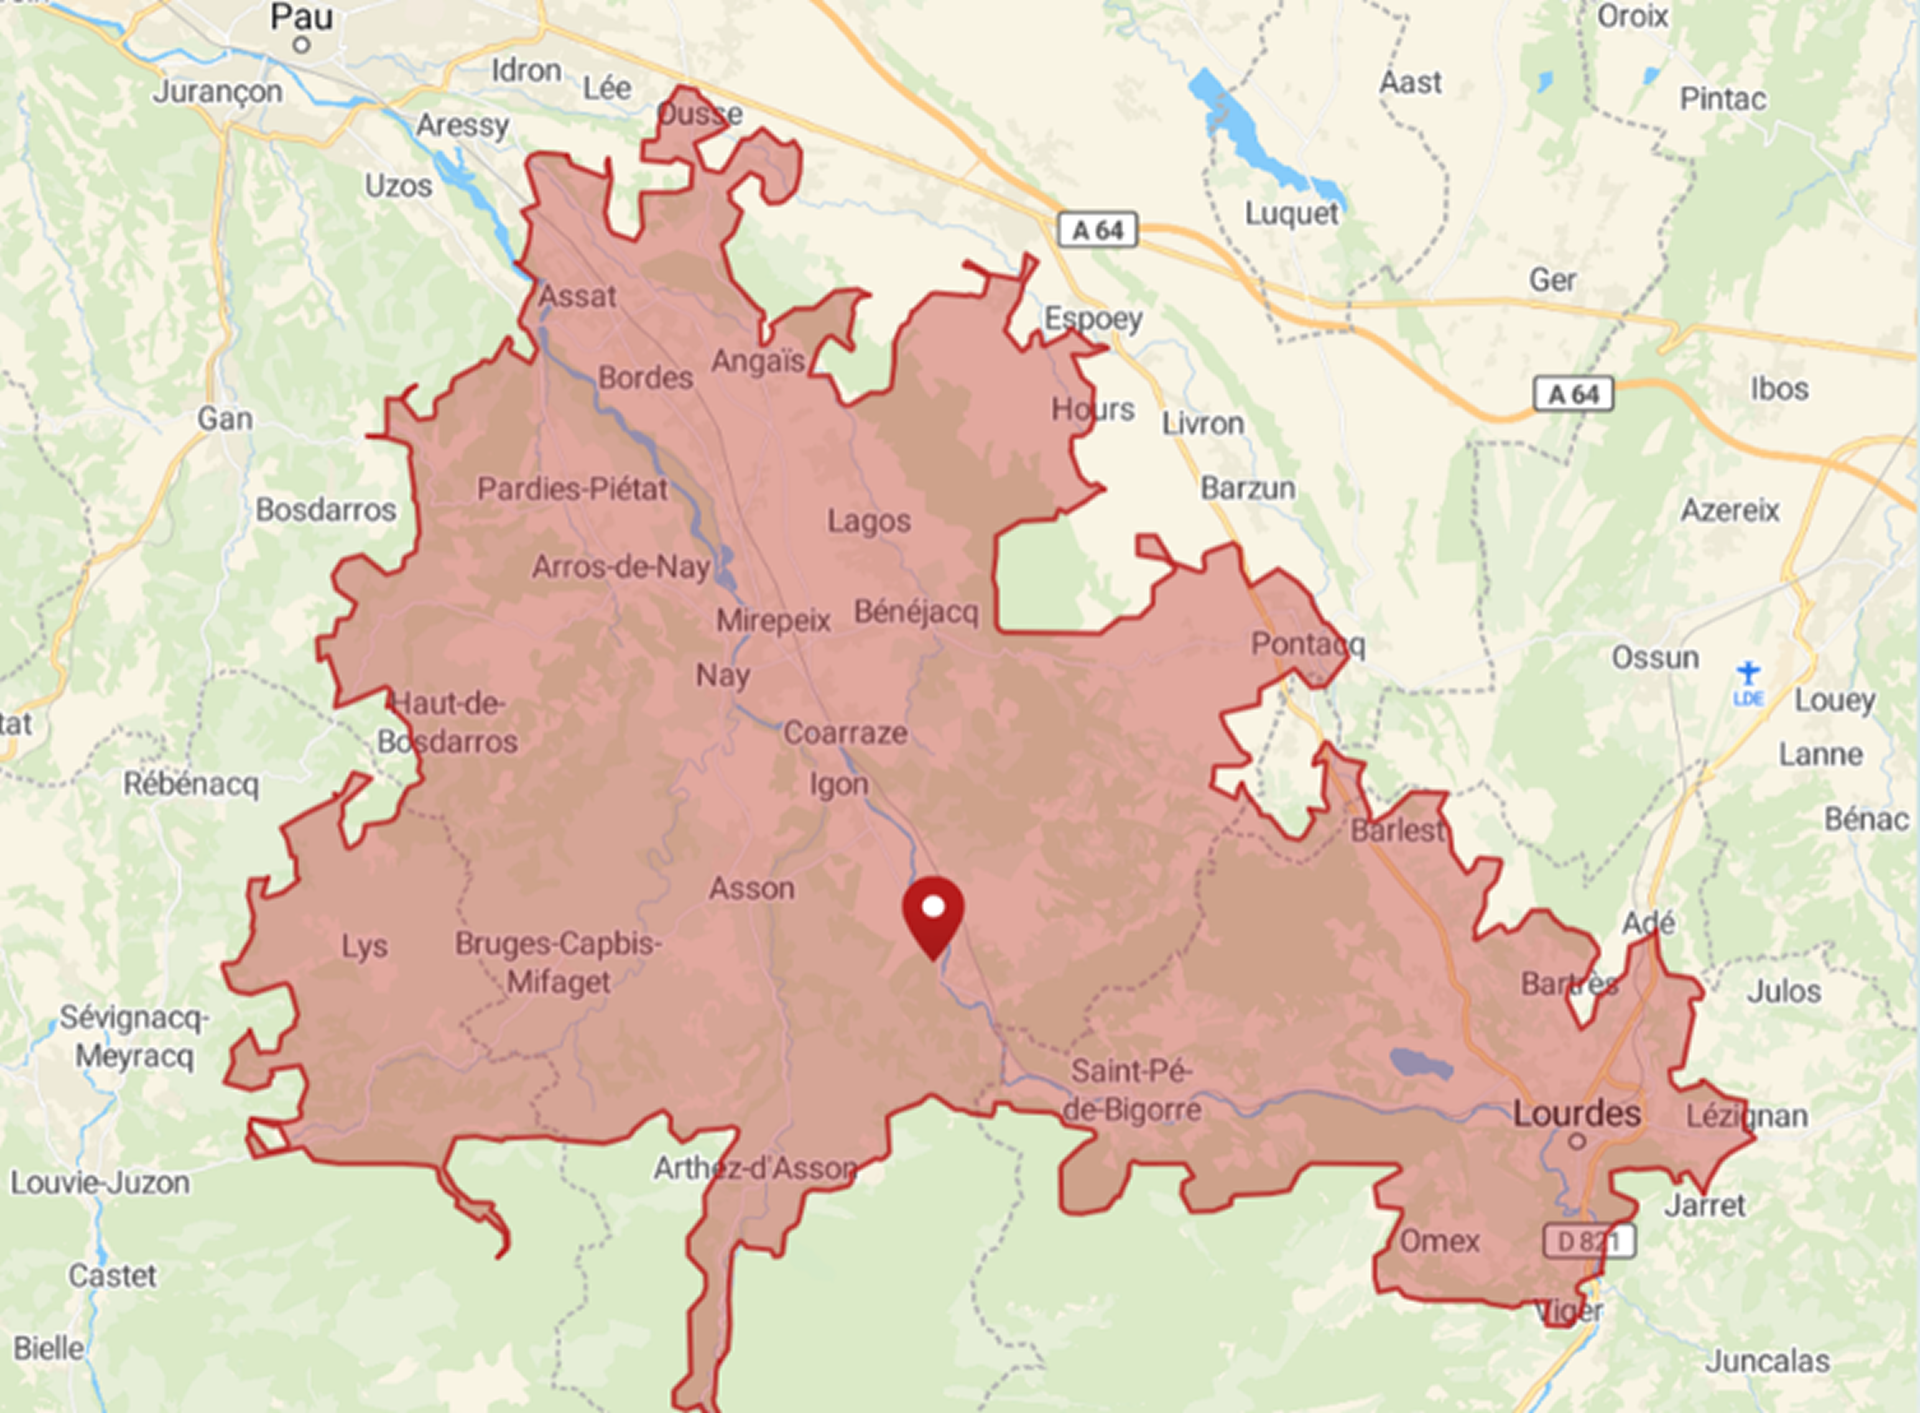 Pau
Oroix
Idron
Lée
Aast
Jurançon
Pintac
Ousse
Aressy
Uzos
Luquet
A 64
Ger
Assat
Espoey
Angaïs
Bordes
A 64
Ibos
Hours
Gan
Livron
Pardies-Piétat
Barzun
Bosdarros
Lagos
Azereix
Arros-de-Nay
Mirepeix
Bénéjacq
Pontacq
Ossun
Nay
LDE
Louey
Haut-de-
Bosdarros
tat
Coarraze
Lanne
Rébénacq
Igon
Bénac
Barlest
Asson
Adé
Lys
Bruges-Capbis-
Mifaget
Bartrès
Julos
Sévignacq-
Meyracq
Saint-Pé-
de-Bigorre
Lourdes
Lézignan
Arthez-d'Asson
Louvie-Juzon
Jarret
Omex
D 821
Castet
Viger
Bielle
Juncalas